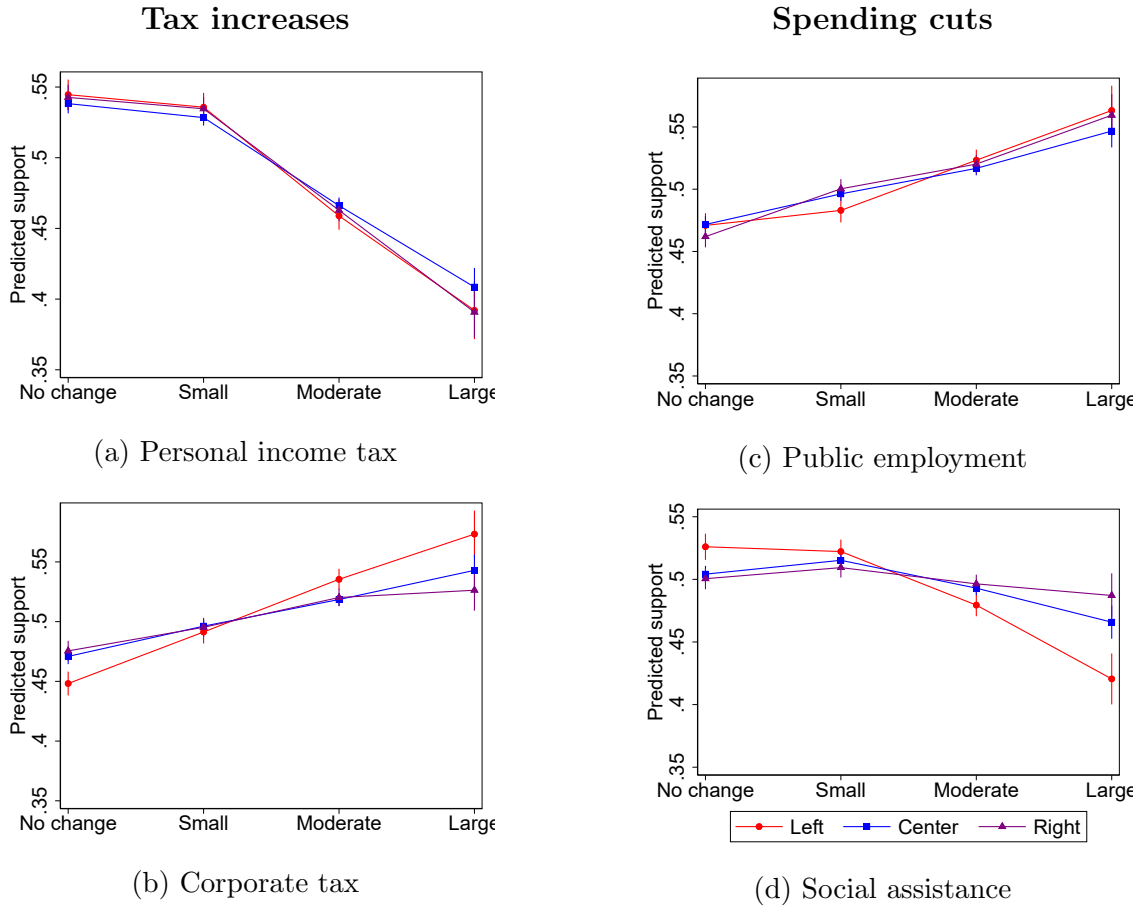 Tax increases
Predicted support
.55
.5
.45
.4
.35
No change Small Moderate Large
(a) Personal income tax
Predicted support
.55
.5
.45
.4
.35
No change Small Moderate Large
(b) Corporate tax
Spending cuts
Predicted support
.55
.5
.45
.4
.35
No change Small Moderate Large
(c) Public employment
Predicted support
.55
.5
.45
.4
.35
No change Small Moderate Large
Left Center Right
(d) Social assistance